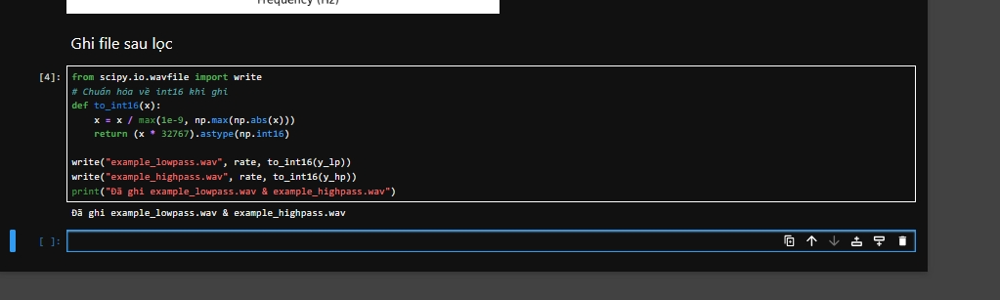 Frequency (Hz)
Ghi file sau lọc
[4]:
from scipy.io.wavfile import write
# Chuẩn hóa về int16 khi ghi
def to_int16(x):
    x = x / max(1e-9, np.max(np.abs(x)))
    return (x * 32767).astype(np.int16)
write("example_lowpass.wav", rate, to_int16(y_lp))
write("example_highpass.wav", rate, to_int16(y_hp))
print("Đã ghi example_lowpass.wav & example_highpass.wav")
Đã ghi example_lowpass.wav & example_highpass.wav
[ ]: